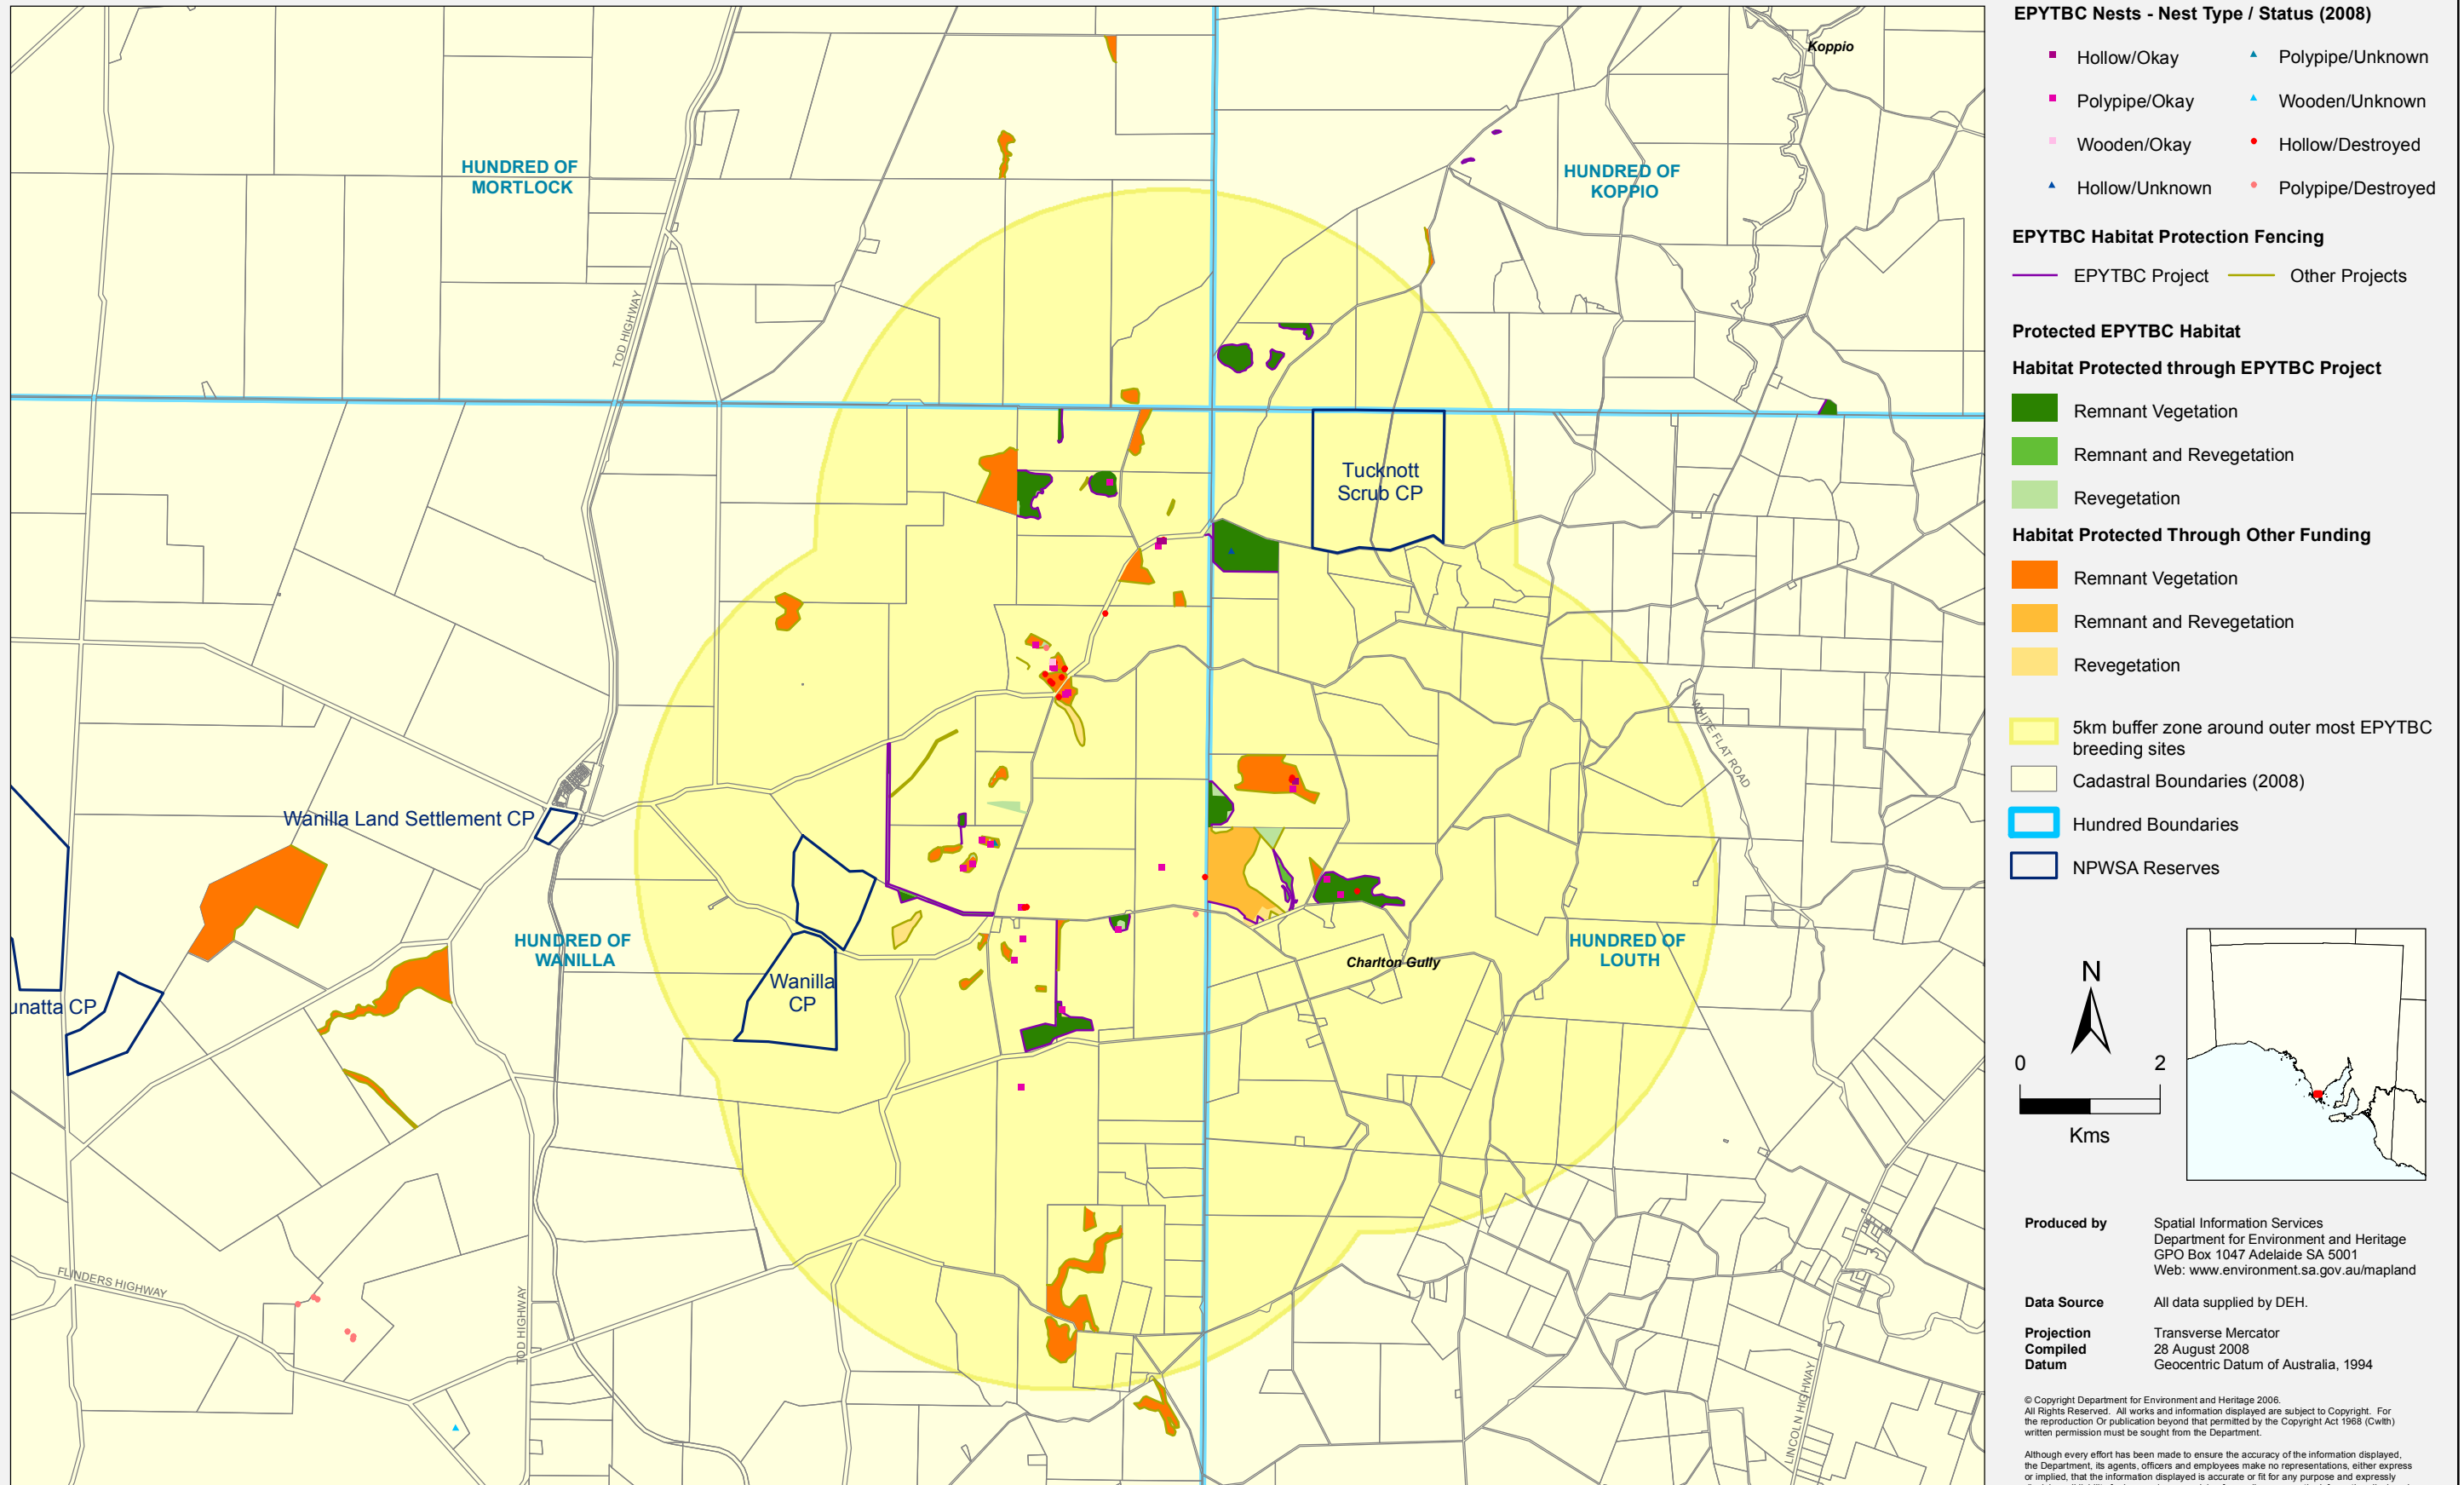 Koppio
HUNDRED OF
MORTLOCK
HUNDRED OF
KOPPIO
TOD HIGHWAY
Tucknott
Scrub CP
WHITE FLAT ROAD
Wanilla Land Settlement CP
HUNDRED OF
WANILLA
Wanilla
CP
unatta CP
Charlton Gully
HUNDRED OF
LOUTH
FLINDERS HIGHWAY
TOD HIGHWAY
LINCOLN HIGHWAY
EPYTBC Nests - Nest Type / Status (2008)
Hollow/Okay
Polypipe/Unknown
Polypipe/Okay
Wooden/Unknown
Wooden/Okay
Hollow/Destroyed
Hollow/Unknown
Polypipe/Destroyed
EPYTBC Habitat Protection Fencing
EPYTBC Project
Other Projects
Protected EPYTBC Habitat
Habitat Protected through EPYTBC Project
Remnant Vegetation
Remnant and Revegetation
Revegetation
Habitat Protected Through Other Funding
Remnant Vegetation
Remnant and Revegetation
Revegetation
5km buffer zone around outer most EPYTBC
breeding sites
Cadastral Boundaries (2008)
Hundred Boundaries
NPWSA Reserves
N
0 2
Kms
Produced by Spatial Information Services
Department for Environment and Heritage
GPO Box 1047 Adelaide SA 5001
Web: www.environment.sa.gov.au/mapland
Data Source All data supplied by DEH.
Projection Transverse Mercator
Compiled 28 August 2008
Datum Geocentric Datum of Australia, 1994
© Copyright Department for Environment and Heritage 2006.
All Rights Reserved. All works and information displayed are subject to Copyright. For
the reproduction Or publication beyond that permitted by the Copyright Act 1968 (Cwlth)
written permission must be sought from the Department.
Although every effort has been made to ensure the accuracy of the information displayed,
the Department, its agents, officers and employees make no representations, either express
or implied, that the information displayed is accurate or fit for any purpose and expressly